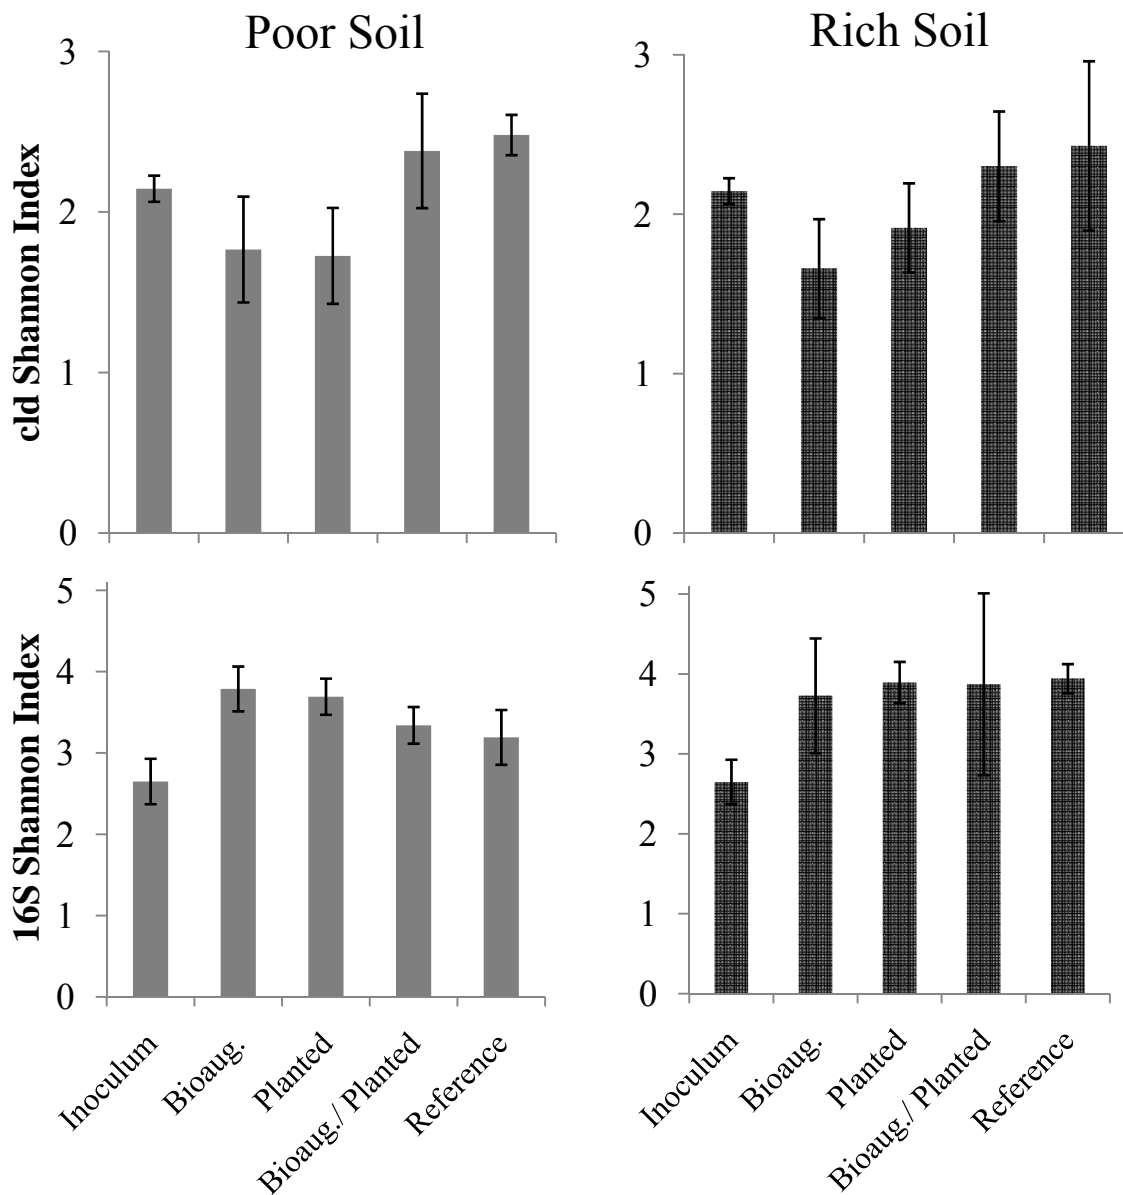 Poor Soil
Rich Soil
cld Shannon Index
3
2
1
0
3
2
1
0
16S Shannon Index
5
4
3
2
1
0
5
4
3
2
1
0
Inoculum
Bioaug.
Planted
Bioaug./ Planted
Reference
Inoculum
Bioaug.
Planted
Bioaug./ Planted
Reference